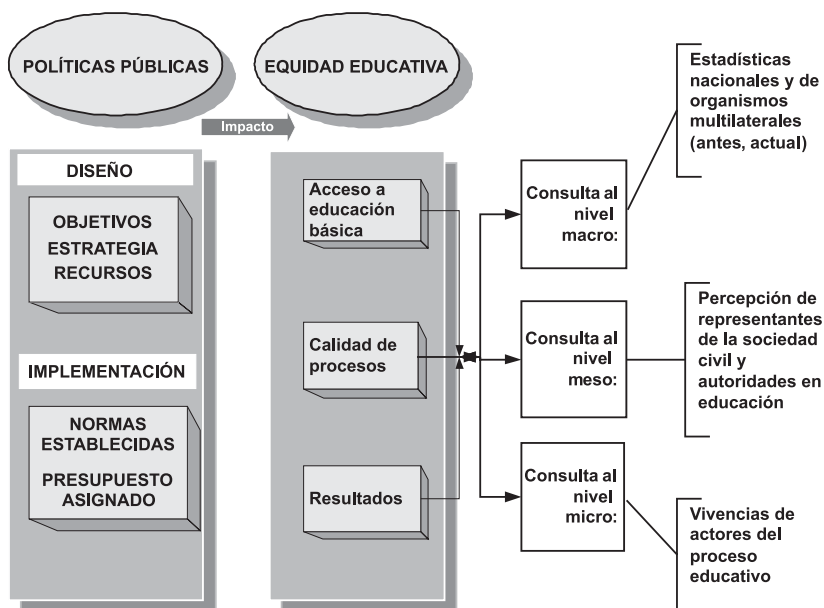 POLÍTICAS PÚBLICAS
EQUIDAD EDUCATIVA
Impacto
DISEÑO
OBJETIVOS
ESTRATEGIA
RECURSOS
IMPLEMENTACIÓN
NORMAS
ESTABLECIDAS
PRESUPUESTO
ASIGNADO
Acceso a
educación
básica
Calidad de
procesos
Resultados
Consulta al
nivel
macro:
Consulta al
nivel
meso:
Consulta al
nivel
micro:
Estadísticas
nacionales y de
organismos
multilaterales
(antes, actual)
Percepción de
representantes
de la sociedad
civil y
autoridades en
educación
Vivencias de
actores del
proceso
educativo